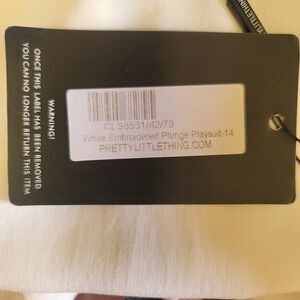 WARNING!
ONCE THIS LABEL HAS BEEN REMOVED
YOU CAN NO LONGER RETURN THIS ITEM
CLS8531/42/73
White Embroidered Plunge Playsuit-14
PRETTYLITTLETHING.COM